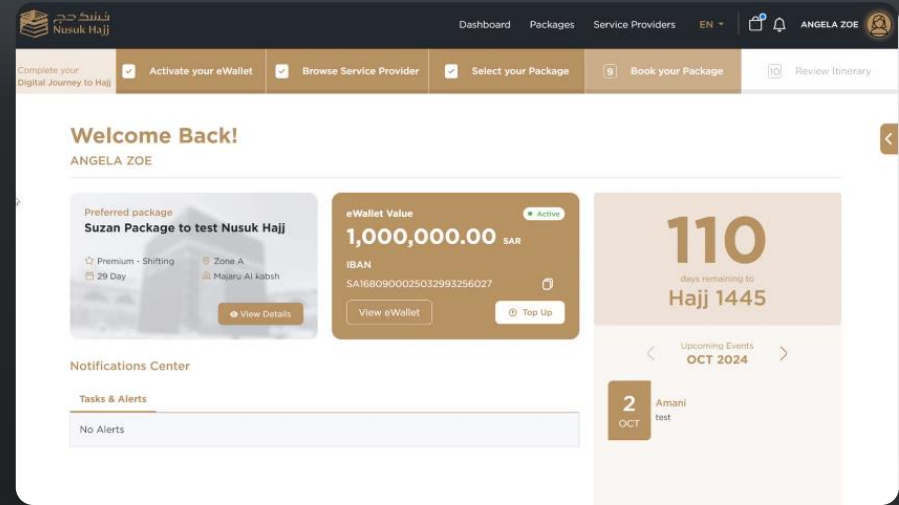 نسك حج
Nusuk Hajj
Dashboard
Packages
Service Providers
EN
ANGELA ZOE
Complete your
Digital Journey to Hajj
Activate your eWallet
Browse Service Provider
Select your Package
9 Book your Package
10 Review Itinerary
Welcome Back!
ANGELA ZOE
Preferred package
Suzan Package to test Nusuk Hajj
Premium - Shifting
Zone A
29 Day
Majaru Al kabsh
View Details
eWallet Value
Active
1,000,000.00 SAR
IBAN
SA1680900025032993256027
View eWallet
Top Up
110
days remaining to
Hajj 1445
Upcoming Events
OCT 2024
2
OCT
Amani
test
Notifications Center
Tasks & Alerts
No Alerts